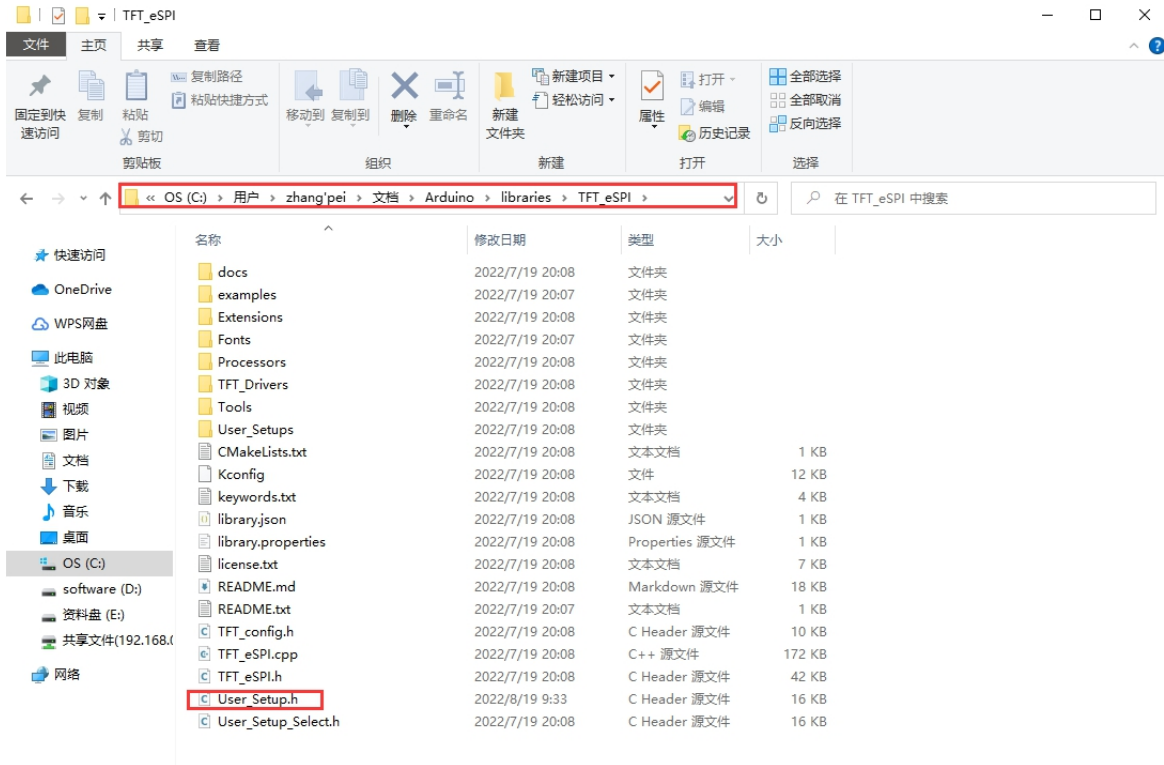 TFT_eSPI
文件 主页 共享 查看
固定到快速访问
复制
粘贴
复制路径
粘贴快捷方式
剪切
剪贴板
移动到
复制到
删除
重命名
组织
新建文件夹
新建项目
轻松访问
新建
属性
打开
编辑
历史记录
打开
全部选择
全部取消
反向选择
选择
« OS (C:) › 用户 › zhang'pei › 文档 › Arduino › libraries › TFT_eSPI ›
在 TFT_eSPI 中搜索
快速访问
OneDrive
WPS网盘
此电脑
3D 对象
视频
图片
文档
下载
音乐
桌面
OS (C:)
software (D:)
资料盘 (E:)
共享文件(192.168.0
网络
名称 修改日期 类型 大小
docs 2022/7/19 20:08 文件夹
examples 2022/7/19 20:07 文件夹
Extensions 2022/7/19 20:08 文件夹
Fonts 2022/7/19 20:07 文件夹
Processors 2022/7/19 20:08 文件夹
TFT_Drivers 2022/7/19 20:08 文件夹
Tools 2022/7/19 20:08 文件夹
User_Setups 2022/7/19 20:08 文件夹
CMakeLists.txt 2022/7/19 20:08 文本文档 1 KB
Kconfig 2022/7/19 20:08 文件 12 KB
keywords.txt 2022/7/19 20:08 文本文档 4 KB
library.json 2022/7/19 20:08 JSON 源文件 1 KB
library.properties 2022/7/19 20:08 Properties 源文件 1 KB
license.txt 2022/7/19 20:08 文本文档 7 KB
README.md 2022/7/19 20:08 Markdown 源文件 18 KB
README.txt 2022/7/19 20:07 文本文档 1 KB
TFT_config.h 2022/7/19 20:08 C Header 源文件 10 KB
TFT_eSPI.cpp 2022/7/19 20:08 C++ 源文件 172 KB
TFT_eSPI.h 2022/7/19 20:08 C Header 源文件 42 KB
User_Setup.h 2022/8/19 9:33 C Header 源文件 16 KB
User_Setup_Select.h 2022/7/19 20:08 C Header 源文件 16 KB